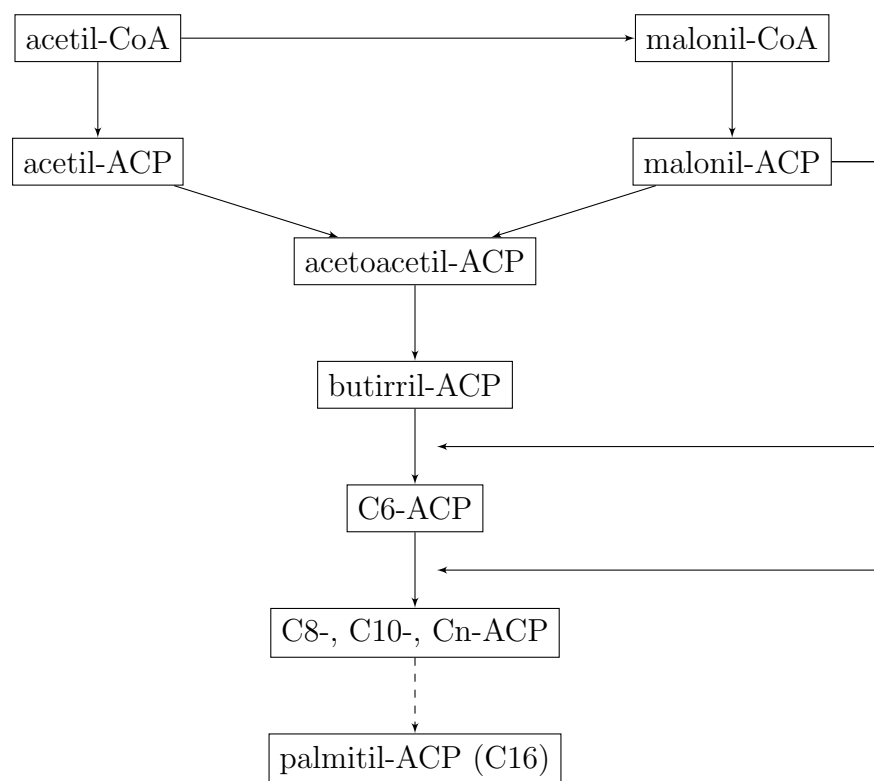 acetil-CoA
malonil-CoA
acetil-ACP
malonil-ACP
acetoacetil-ACP
butirril-ACP
C6-ACP
C8-, C10-, Cn-ACP
palmitil-ACP (C16)